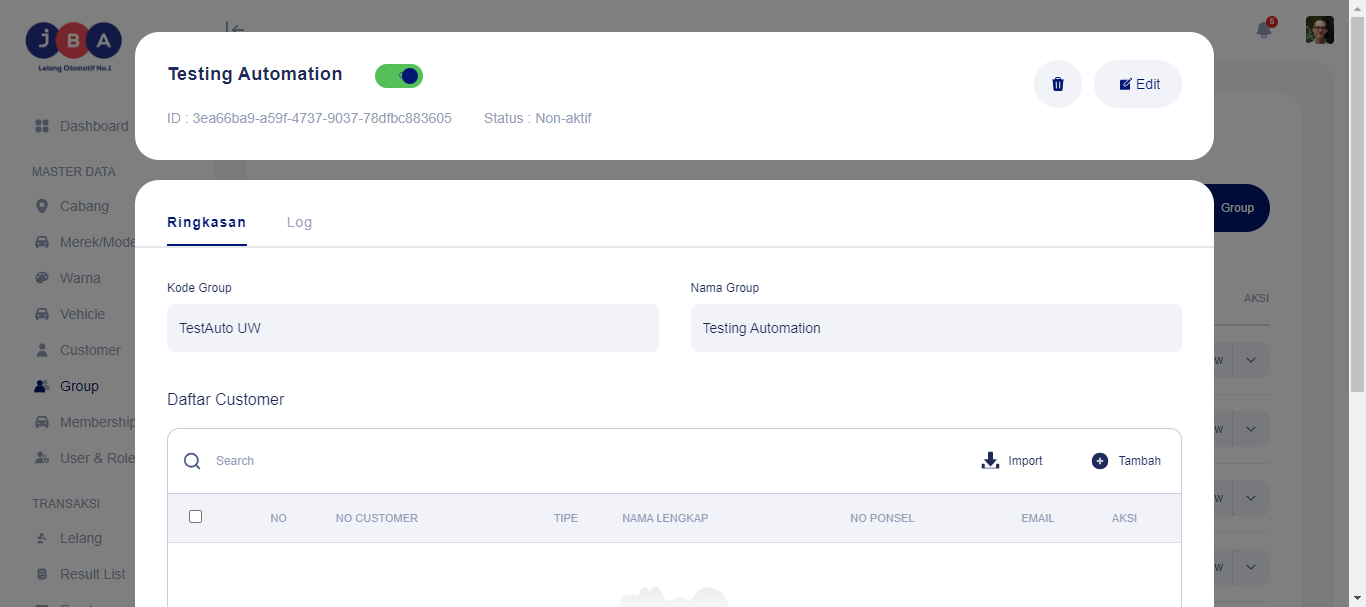 JBA
Lelang Otomotif No.1
6
Testing Automation
Edit
ID : 3ea66ba9-a59f-4737-9037-78dfbc883605
Status : Non-aktif
Dashboard
MASTER DATA
Cabang
Merek/Mode
Warna
Vehicle
Customer
Group
Membership
User & Role
TRANSAKSI
Lelang
Result List
Ringkasan
Log
Group
Kode Group
Nama Group
TestAuto UW
Testing Automation
AKSI
w
w
w
w
Daftar Customer
Search
Import
Tambah
NO
NO CUSTOMER
TIPE
NAMA LENGKAP
NO PONSEL
EMAIL
AKSI